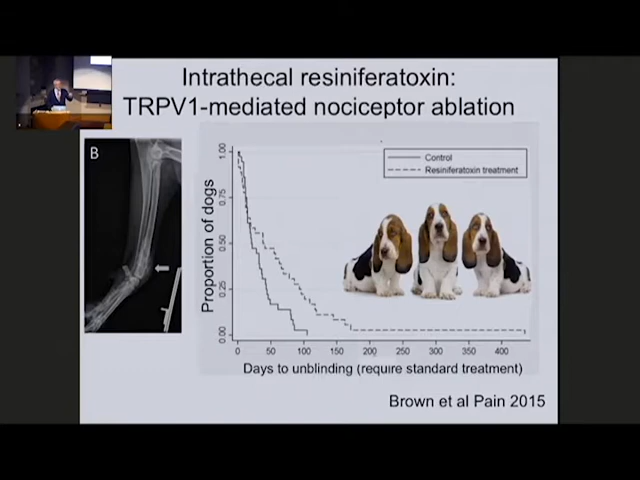 Intrathecal resiniferatoxin:
TRPV1-mediated nociceptor ablation
B
Control
Resiniferatoxin treatment
Proportion of dogs
1.00
0.75
0.50
0.25
0.00
0 50 100 150 200 250 300 350 400
Days to unblinding (require standard treatment)
Brown et al Pain 2015